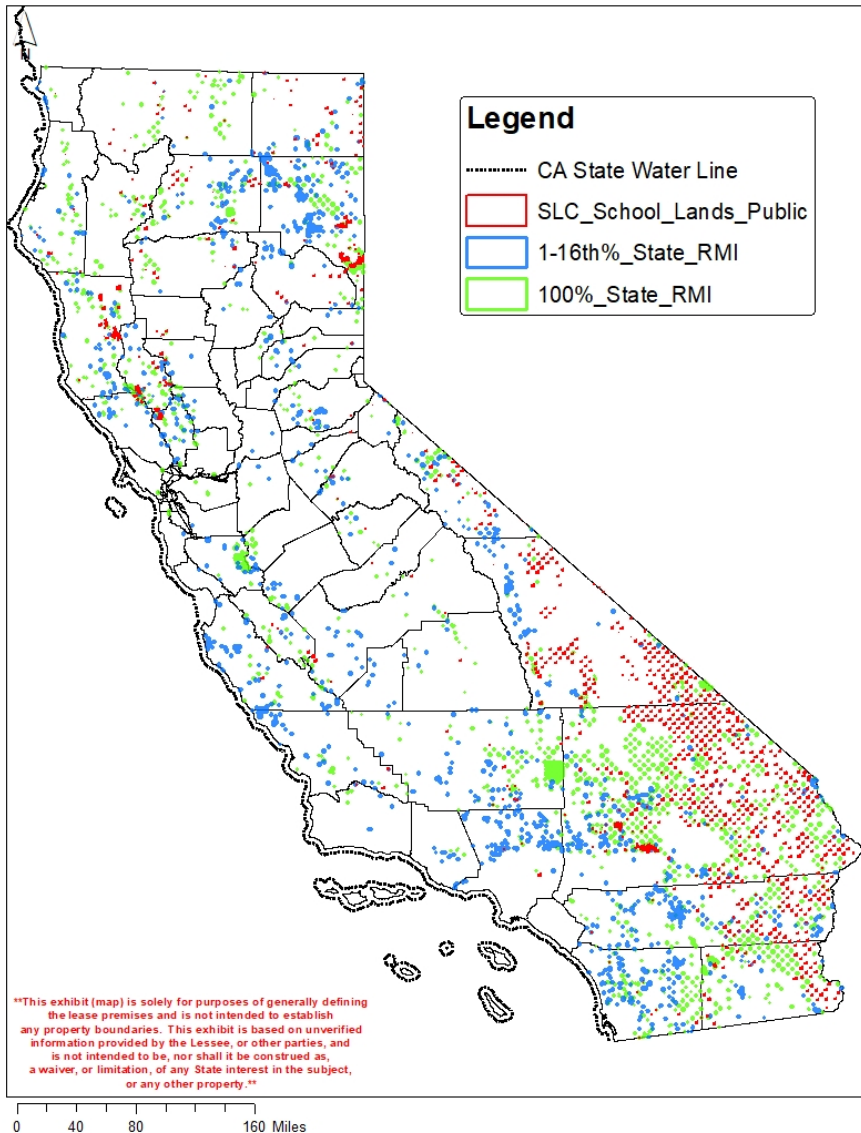 N
Legend
CA State Water Line
SLC_School_Lands_Public
1-16th%_State_RMI
100%_State_RMI
**This exhibit (map) is solely for purposes of generally defining
the lease premises and is not intended to establish
any property boundaries. This exhibit is based on unverified
information provided by the Lessee, or other parties, and
is not intended to be, nor shall it be construed as,
a waiver, or limitation, of any State interest in the subject,
or any other property.**
0 40 80 160 Miles